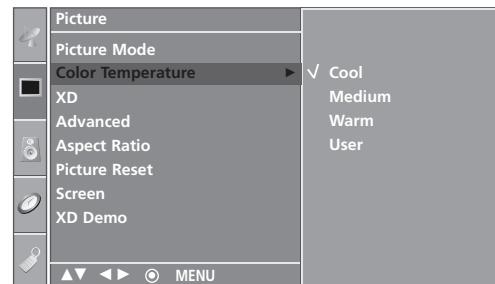 Picture
Picture Mode
Color Temperature ► √ Cool
XD Medium
Advanced Warm
Aspect Ratio User
Picture Reset
Screen
XD Demo
▲▼ ◄► ⦿ MENU